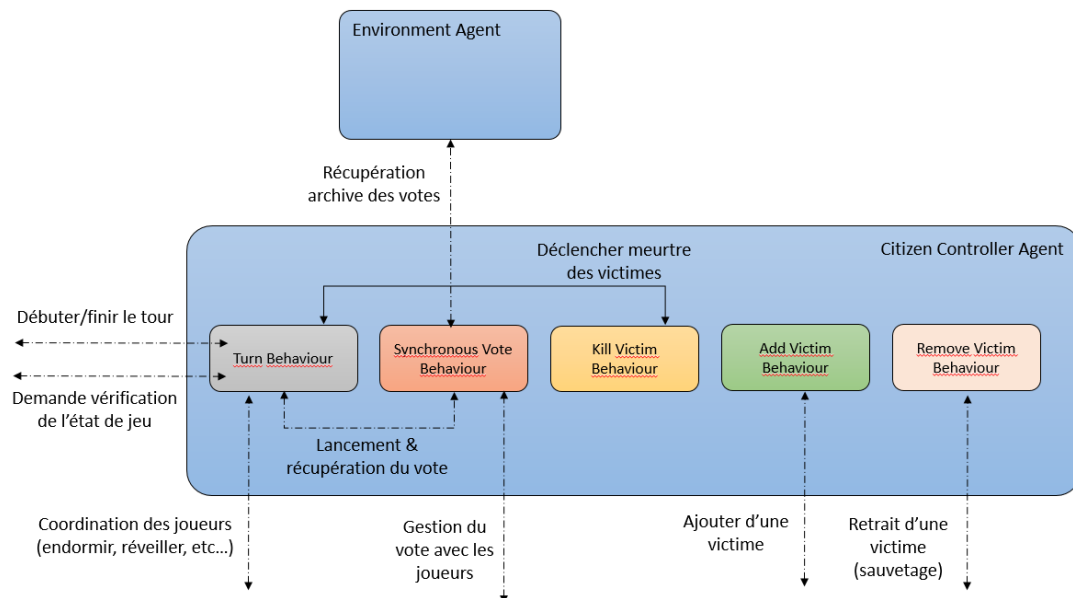 Environment Agent
Récupération
archive des votes
Déclencher meurtre
des victimes
Citizen Controller Agent
Débuter/finir le tour
Demande vérification
de l'état de jeu
Turn Behaviour
Synchronous Vote
Behaviour
Kill Victim
Behaviour
Add Victim
Behaviour
Remove Victim
Behaviour
Lancement &
récupération du vote
Coordination des joueurs
(endormir, réveiller, etc...)
Gestion du
vote avec les
joueurs
Ajouter d'une
victime
Retrait d'une
victime
(sauvetage)